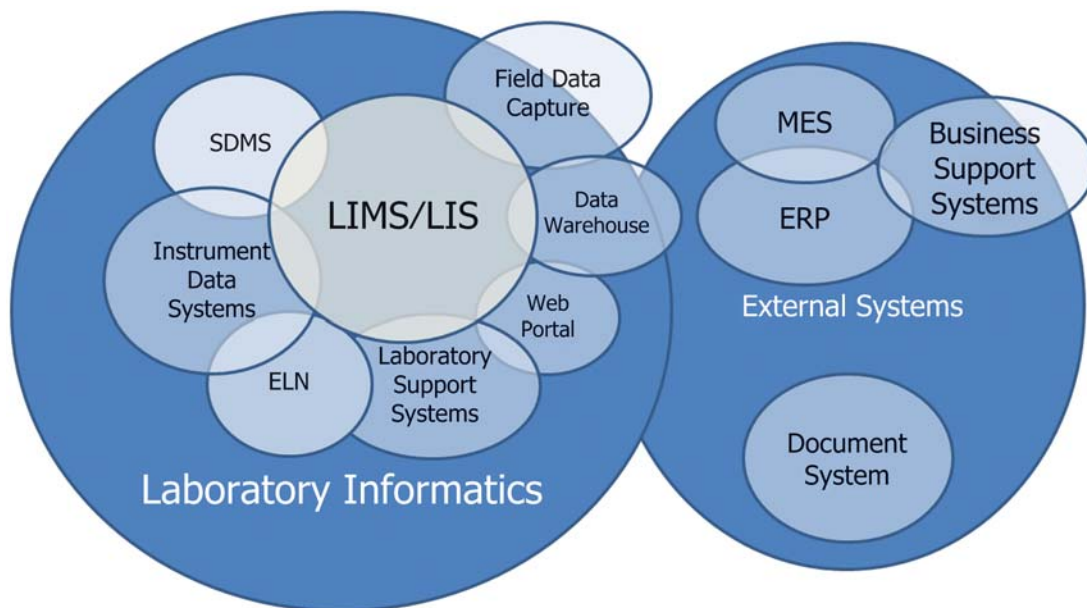 Field Data
Capture
SDMS
LIMS/LIS
Data
Warehouse
Instrument
Data
Systems
Web
Portal
ELN
Laboratory
Support
Systems
Laboratory Informatics
MES
Business
Support
Systems
ERP
External Systems
Document
System